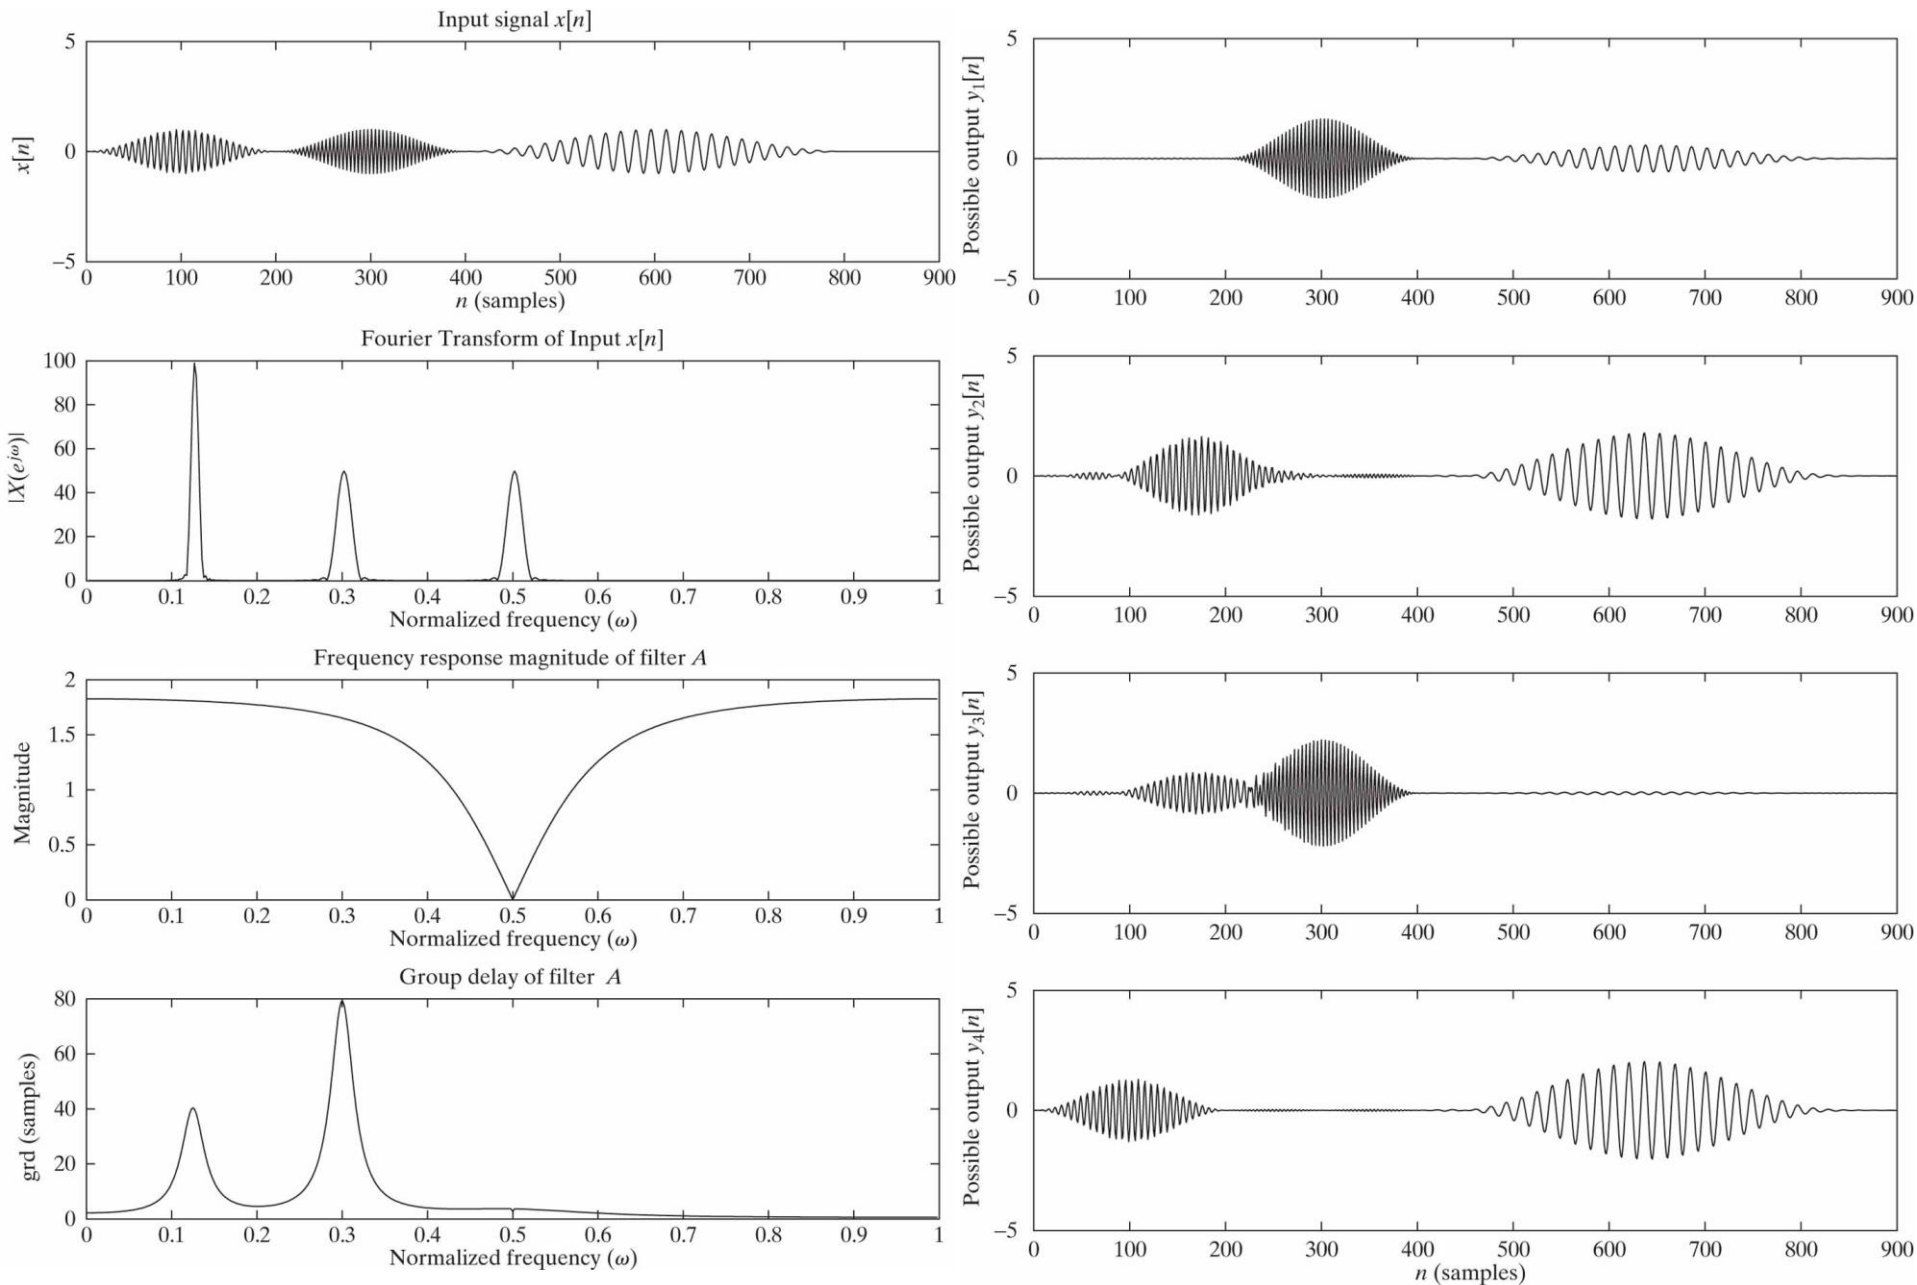 Input signal x[n]
5
0
−5
x[n]
0 100 200 300 400 500 600 700 800 900
n (samples)
Fourier Transform of Input x[n]
100
80
60
40
20
0
|X(e^{jω})|
0 0.1 0.2 0.3 0.4 0.5 0.6 0.7 0.8 0.9 1
Normalized frequency (ω)
Frequency response magnitude of filter A
2
1.5
1
0.5
0
Magnitude
0 0.1 0.2 0.3 0.4 0.5 0.6 0.7 0.8 0.9 1
Normalized frequency (ω)
Group delay of filter A
80
60
40
20
0
grd (samples)
0 0.1 0.2 0.3 0.4 0.5 0.6 0.7 0.8 0.9 1
Normalized frequency (ω)
Possible output y₁[n]
5
0
−5
0 100 200 300 400 500 600 700 800 900
Possible output y₂[n]
5
0
−5
0 100 200 300 400 500 600 700 800 900
Possible output y₃[n]
5
0
−5
0 100 200 300 400 500 600 700 800 900
Possible output y₄[n]
5
0
−5
0 100 200 300 400 500 600 700 800 900
n (samples)